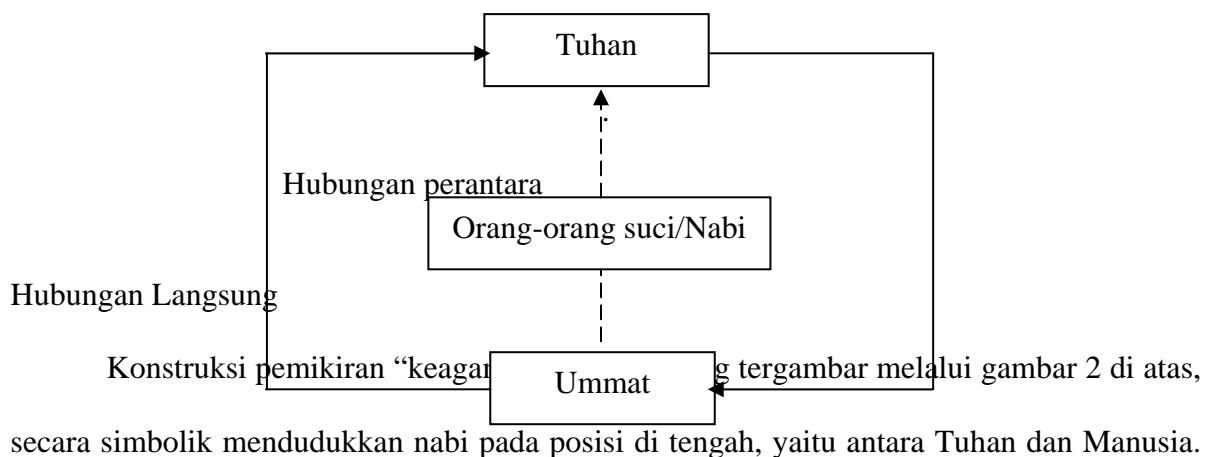 Tuhan
Hubungan perantara
Orang-orang suci/Nabi
Hubungan Langsung
Konstruksi pemikiran “keagam tergambar melalui gambar 2 di atas,
Ummat
secara simbolik mendudukkan nabi pada posisi di tengah, yaitu antara Tuhan dan Manusia.